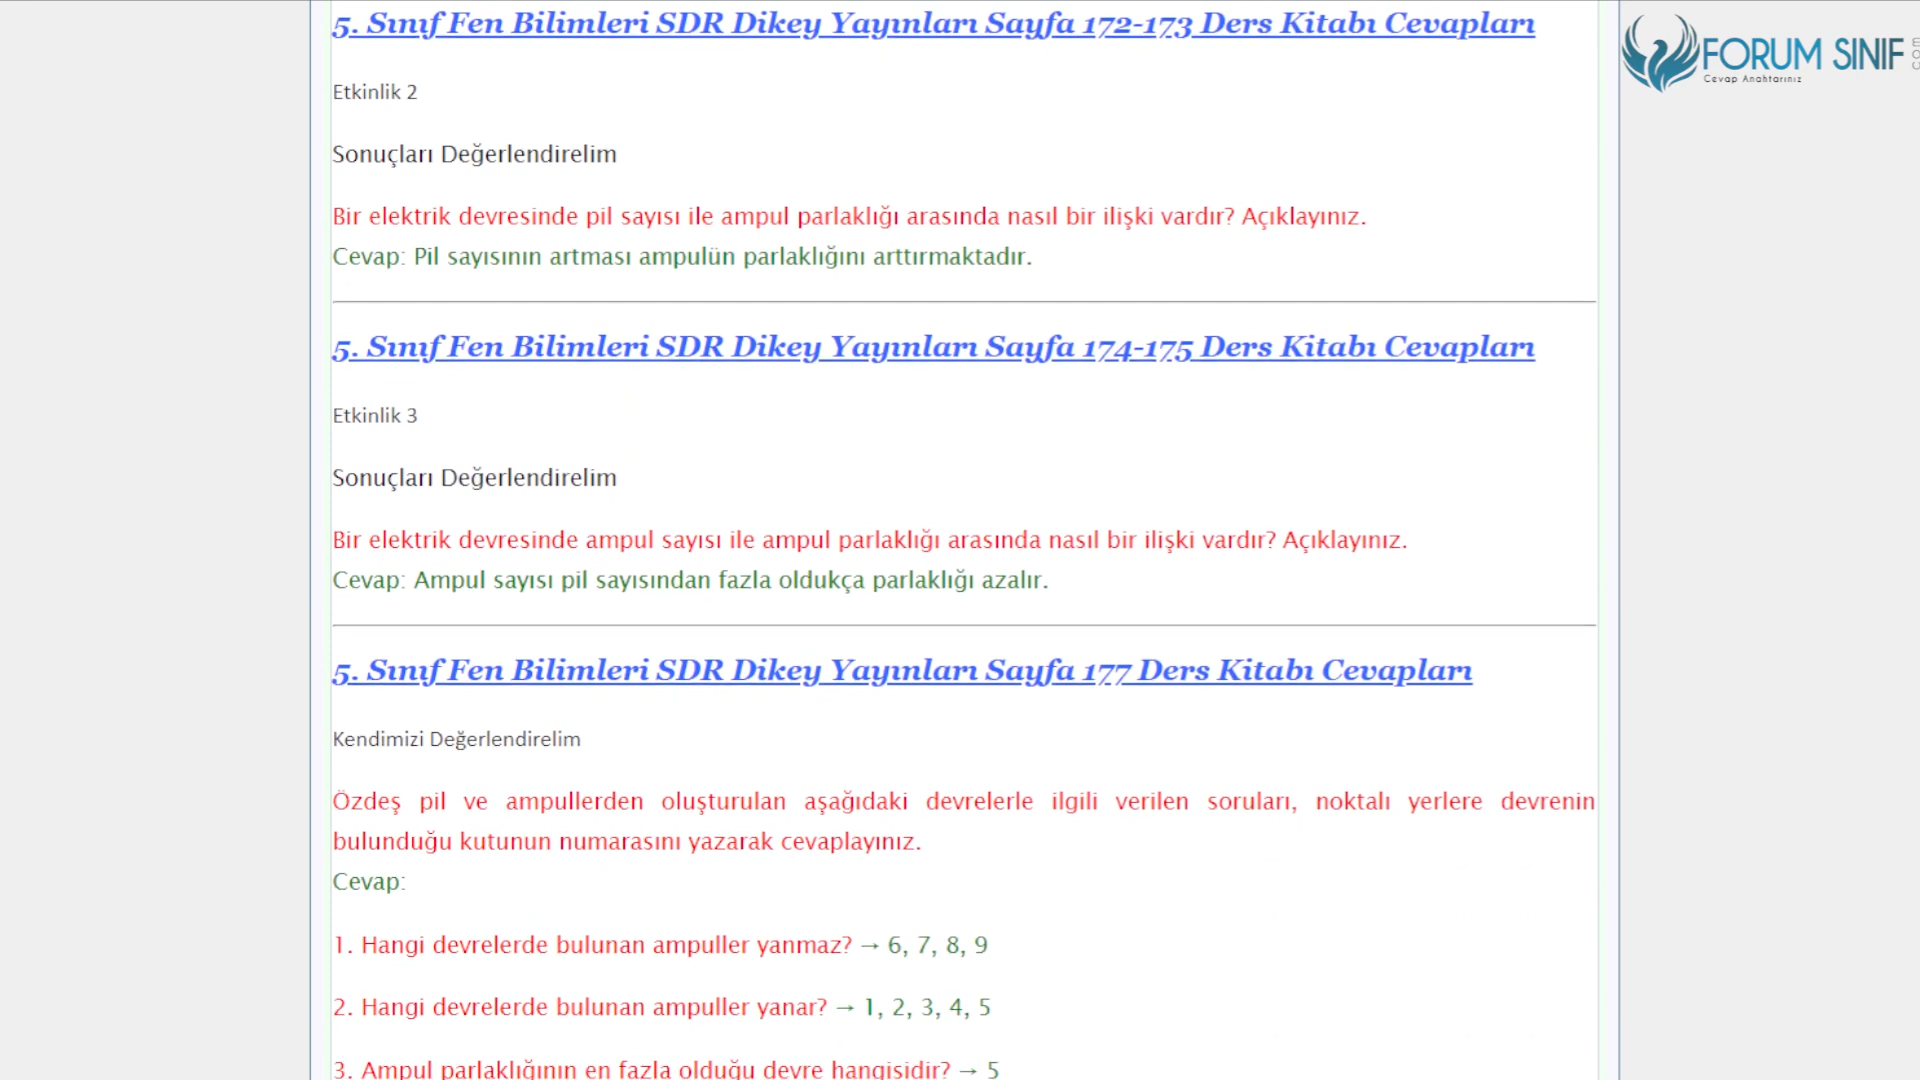 5. Sınıf Fen Bilimleri SDR Dikey Yayınları Sayfa 172-173 Ders Kitabı Cevapları
FORUM SINIF
Cevap Anahtarınız
Etkinlik 2
Sonuçları Değerlendirelim
Bir elektrik devresinde pil sayısı ile ampul parlaklığı arasında nasıl bir ilişki vardır? Açıklayınız.
Cevap: Pil sayısının artması ampulün parlaklığını arttırmaktadır.
5. Sınıf Fen Bilimleri SDR Dikey Yayınları Sayfa 174-175 Ders Kitabı Cevapları
Etkinlik 3
Sonuçları Değerlendirelim
Bir elektrik devresinde ampul sayısı ile ampul parlaklığı arasında nasıl bir ilişki vardır? Açıklayınız.
Cevap: Ampul sayısı pil sayısından fazla oldukça parlaklığı azalır.
5. Sınıf Fen Bilimleri SDR Dikey Yayınları Sayfa 177 Ders Kitabı Cevapları
Kendimizi Değerlendirelim
Özdeş pil ve ampullerden oluşturulan aşağıdaki devrelerle ilgili verilen soruları, noktalı yerlere devrenin
bulunduğu kutunun numarasını yazarak cevaplayınız.
Cevap:
1. Hangi devrelerde bulunan ampuller yanmaz? → 6, 7, 8, 9
2. Hangi devrelerde bulunan ampuller yanar? → 1, 2, 3, 4, 5
3. Ampul parlaklığının en fazla olduğu devre hangisidir? → 5